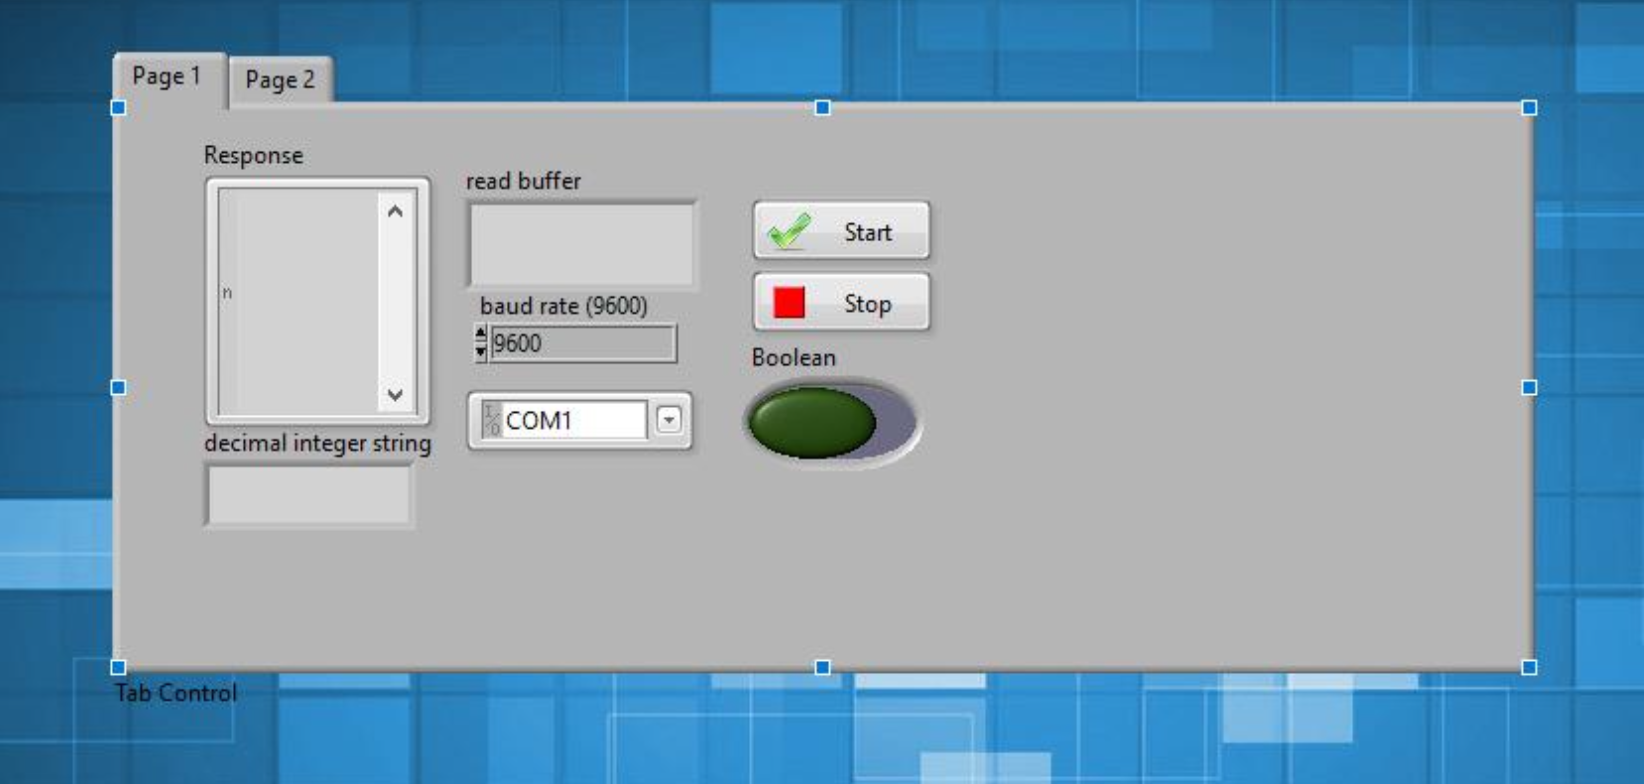 Page 1
Page 2
Response
n
decimal integer string
read buffer
baud rate (9600)
9600
I/O
COM1
Start
Stop
Boolean
Tab Control